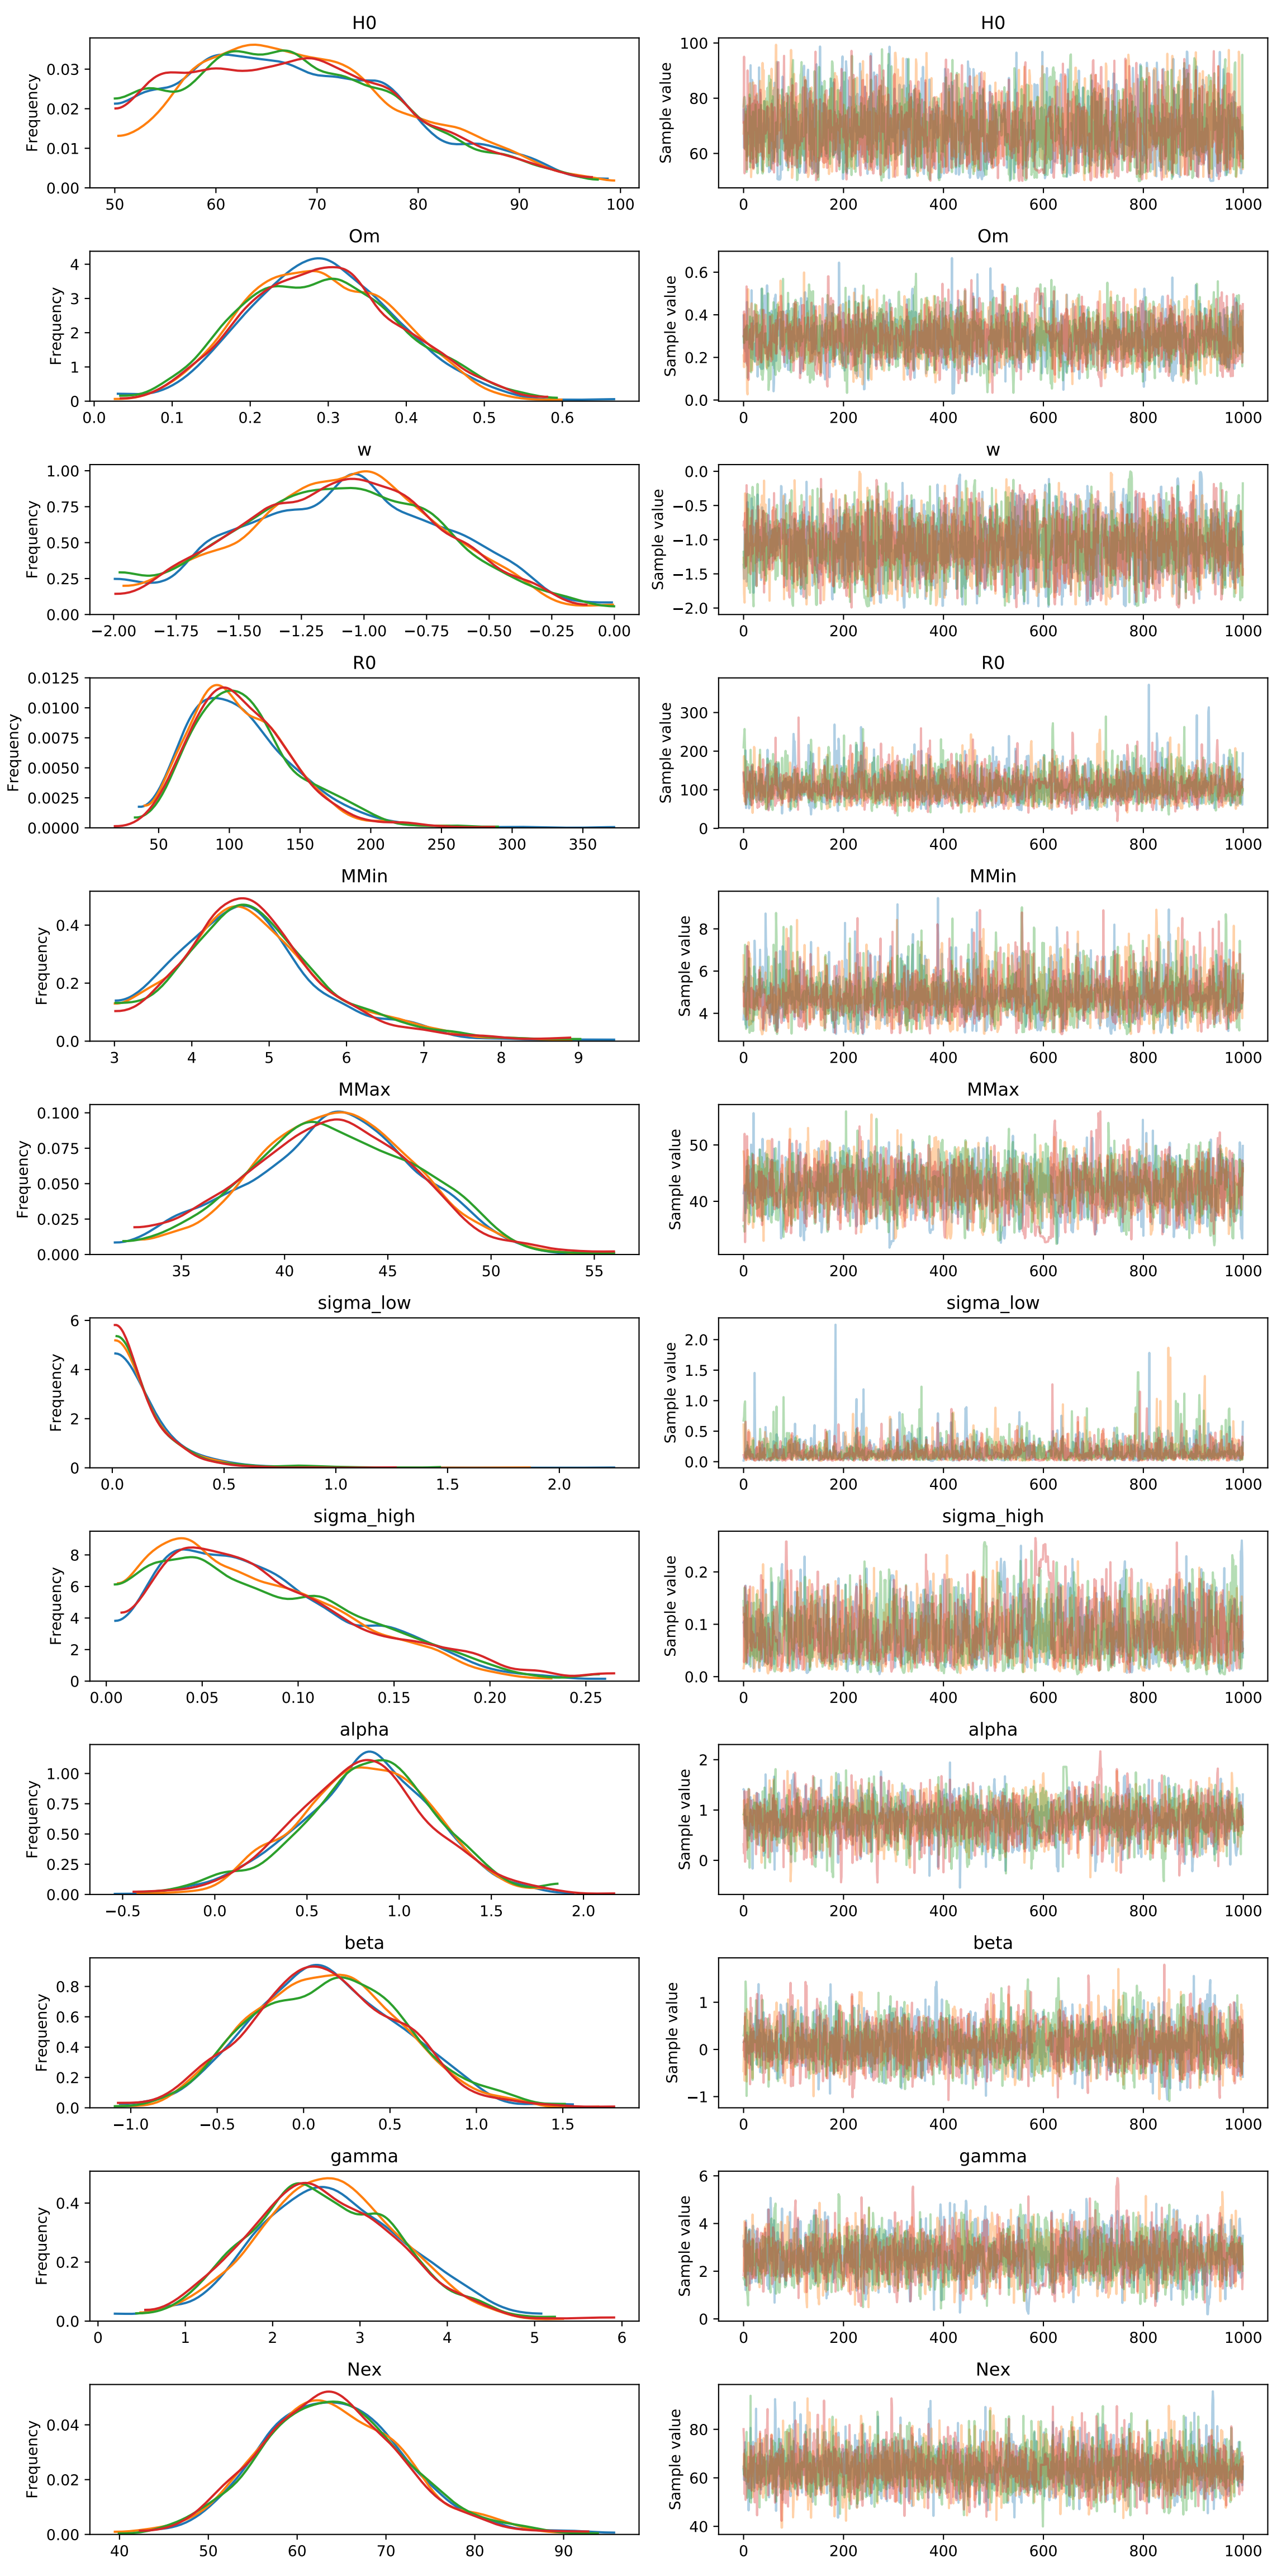 H0 H0
Frequency 0.03 0.02 0.01 0.00 Sample value 100 80 60
50 60 70 80 90 100 0 200 400 600 800 1000
Om Om
Frequency 4 3 2 1 0 Sample value 0.6 0.4 0.2 0.0
0.0 0.1 0.2 0.3 0.4 0.5 0.6 0 200 400 600 800 1000
w w
Frequency 1.00 0.75 0.50 0.25 0.00 Sample value 0.0 −0.5 −1.0 −1.5 −2.0
−2.00 −1.75 −1.50 −1.25 −1.00 −0.75 −0.50 −0.25 0.00 0 200 400 600 800 1000
R0 R0
Frequency 0.0125 0.0100 0.0075 0.0050 0.0025 0.0000 Sample value 300 200 100 0
50 100 150 200 250 300 350 0 200 400 600 800 1000
MMin MMin
Frequency 0.4 0.2 0.0 Sample value 8 6 4
3 4 5 6 7 8 9 0 200 400 600 800 1000
MMax MMax
Frequency 0.100 0.075 0.050 0.025 0.000 Sample value 50 40
35 40 45 50 55 0 200 400 600 800 1000
sigma_low sigma_low
Frequency 6 4 2 0 Sample value 2.0 1.5 1.0 0.5 0.0
0.0 0.5 1.0 1.5 2.0 0 200 400 600 800 1000
sigma_high sigma_high
Frequency 8 6 4 2 0 Sample value 0.2 0.1 0.0
0.00 0.05 0.10 0.15 0.20 0.25 0 200 400 600 800 1000
alpha alpha
Frequency 1.00 0.75 0.50 0.25 0.00 Sample value 2 1 0
−0.5 0.0 0.5 1.0 1.5 2.0 0 200 400 600 800 1000
beta beta
Frequency 0.8 0.6 0.4 0.2 0.0 Sample value 1 0 −1
−1.0 −0.5 0.0 0.5 1.0 1.5 0 200 400 600 800 1000
gamma gamma
Frequency 0.4 0.2 0.0 Sample value 6 4 2 0
0 1 2 3 4 5 6 0 200 400 600 800 1000
Nex Nex
Frequency 0.04 0.02 0.00 Sample value 80 60 40
40 50 60 70 80 90 0 200 400 600 800 1000